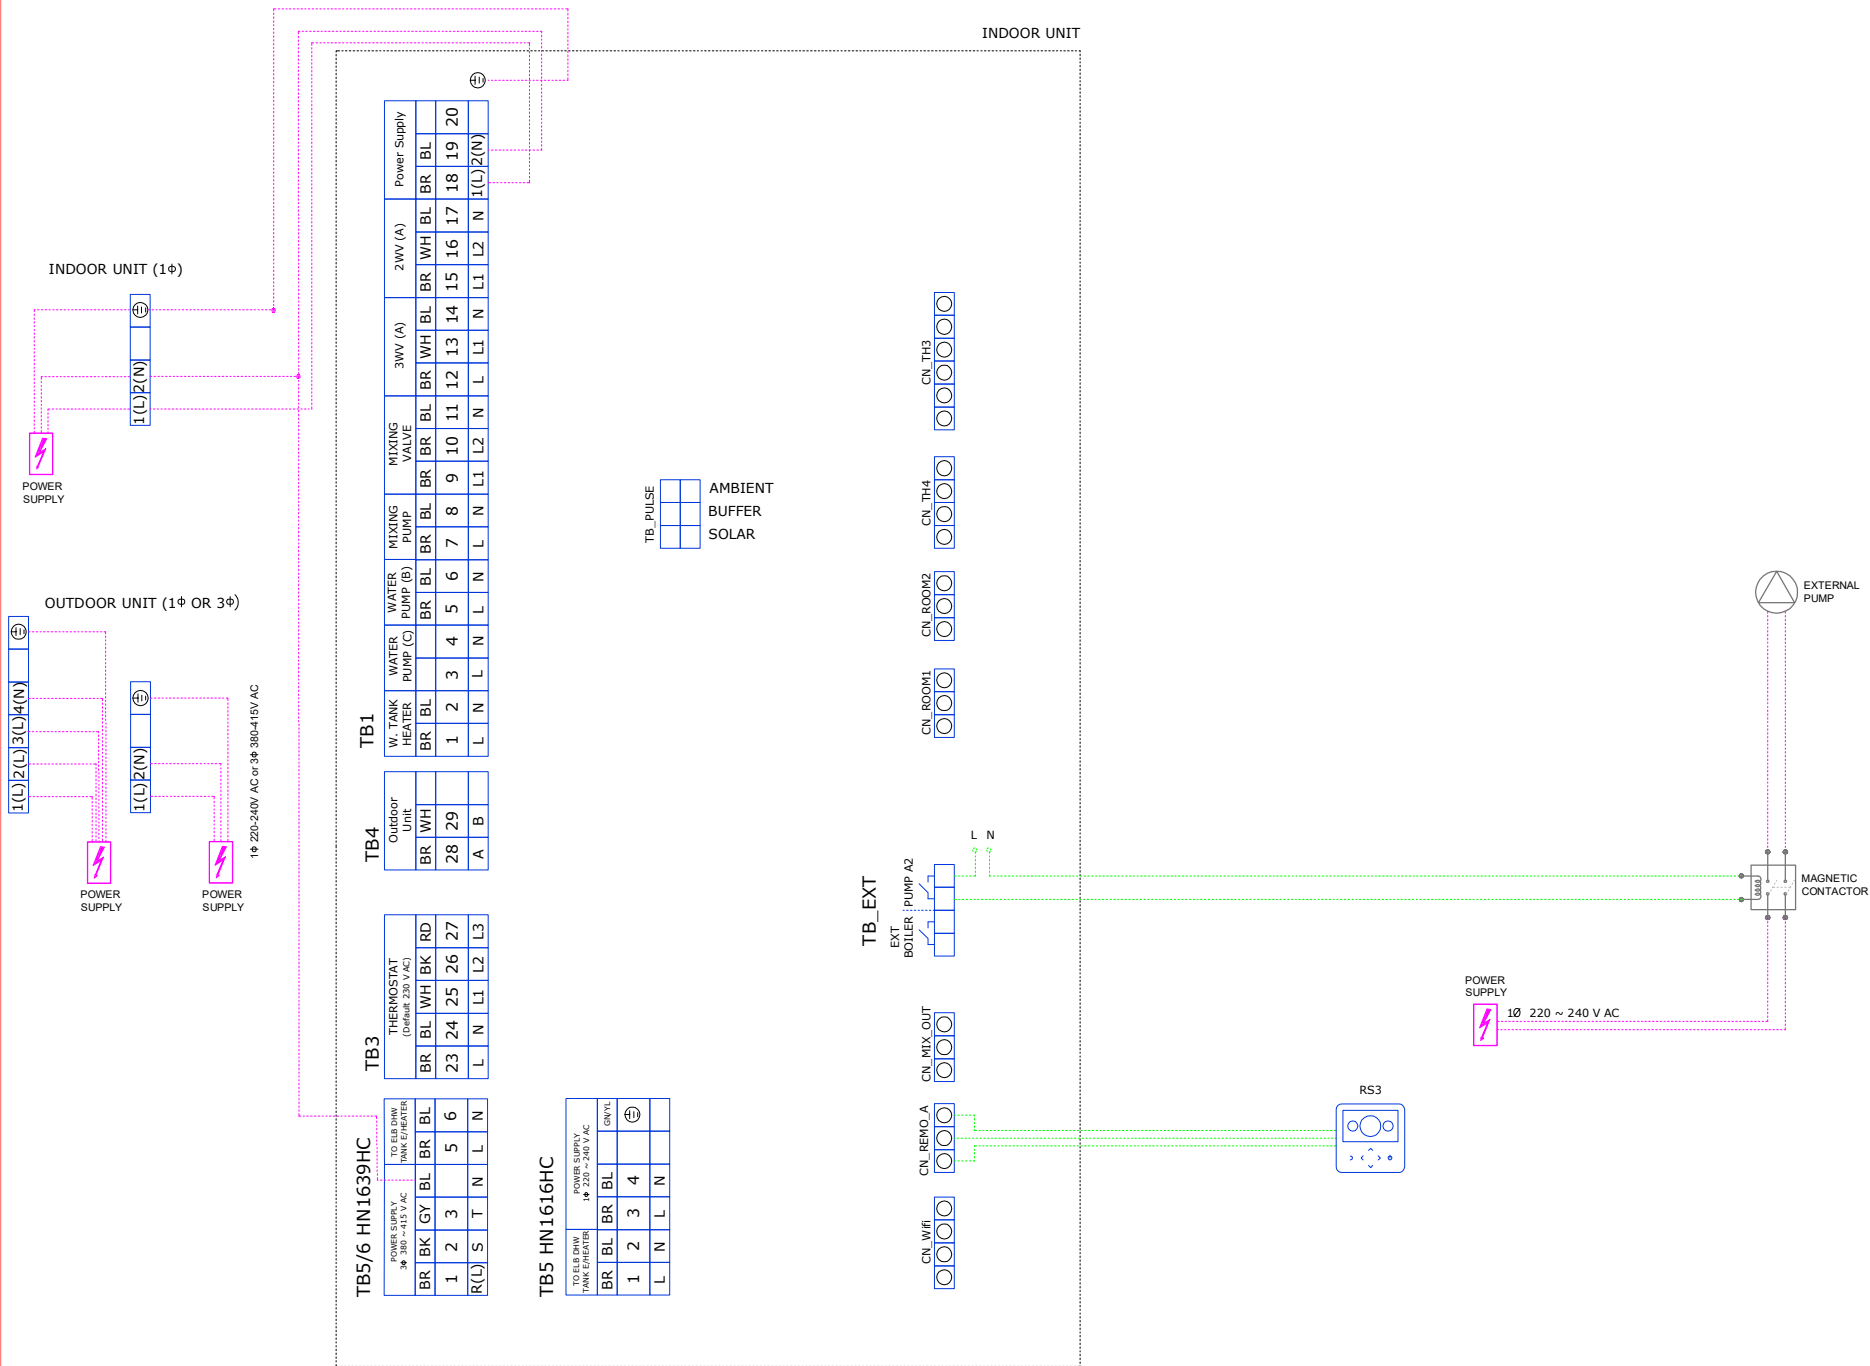 INDOOR UNIT
INDOOR UNIT (1Φ)
1(L) 2(N)
POWER
SUPPLY
OUTDOOR UNIT (1Φ OR 3Φ)
1(L) 2(L) 3(L) 4(N)
POWER
SUPPLY
1(L) 2(N)
POWER
SUPPLY
1Φ 220-240V AC or 3Φ 380-415V AC
TB1
W. TANK
HEATER
WATER
PUMP (C)
WATER
PUMP (B)
MIXING
PUMP
MIXING
VALVE
3WV (A)
2WV (A)
Power Supply
BR BL BR BL BR BL BR BR BL BR WH BL BR WH BL BR BL
1 2 3 4 5 6 7 8 9 10 11 12 13 14 15 16 17 18 19 20
L N L N L N L N L1 L2 N L L1 N L1 L2 N 1(L) 2(N)
TB4
Outdoor
Unit
BR WH
28 29
A B
TB3
THERMOSTAT
(Default 230 V AC)
BR BL WH BK RD
23 24 25 26 27
L N L1 L2 L3
TB5/6 HN1639HC
POWER SUPPLY
3Φ 380 ~ 415 V AC
TO ELB DHW
TANK E/HEATER
BR BK GY BL BR BL
1 2 3 5 6
R(L) S T N L N
TB5 HN1616HC
TO ELB DHW
TANK E/HEATER
POWER SUPPLY
1Φ 220 ~ 240 V AC
BR BL BR BL GN/YL
1 2 3 4
L N L N
TB_PULSE
AMBIENT
BUFFER
SOLAR
CN_TH3
CN_TH4
CN_ROOM2
CN_ROOM1
TB_EXT
EXT
BOILER
PUMP A2
L N
CN_MIX_OUT
CN_REMO_A
CN_Wifi
EXTERNAL
PUMP
MAGNETIC
CONTACTOR
POWER
SUPPLY
1Ø 220 ~ 240 V AC
RS3